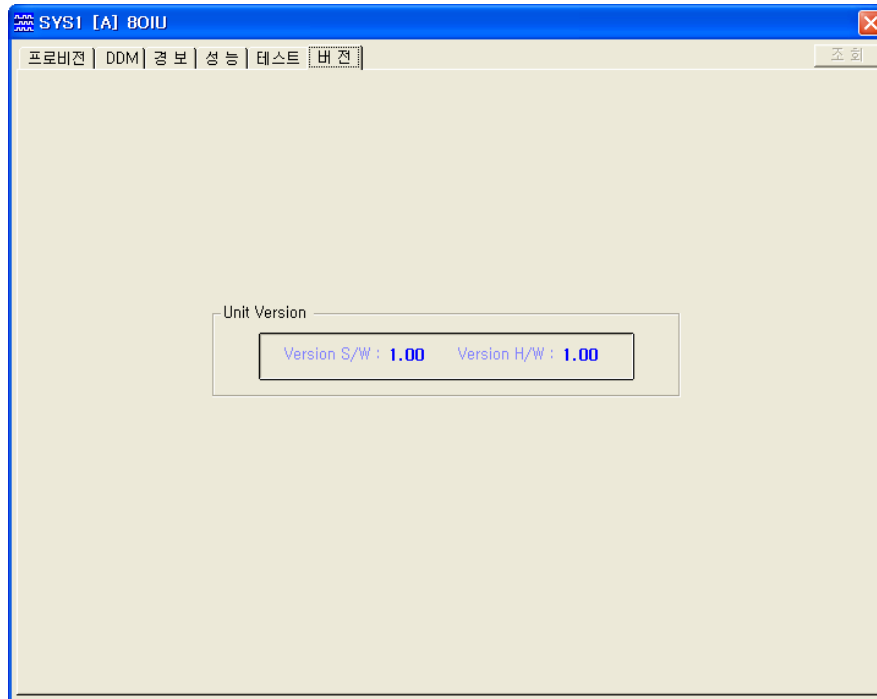 SYS1 [A] 8OIU
프로비전 DDM 경 보 성 능 테스트 버 전 조 회
Unit Version
Version S/W : 1.00 Version H/W : 1.00